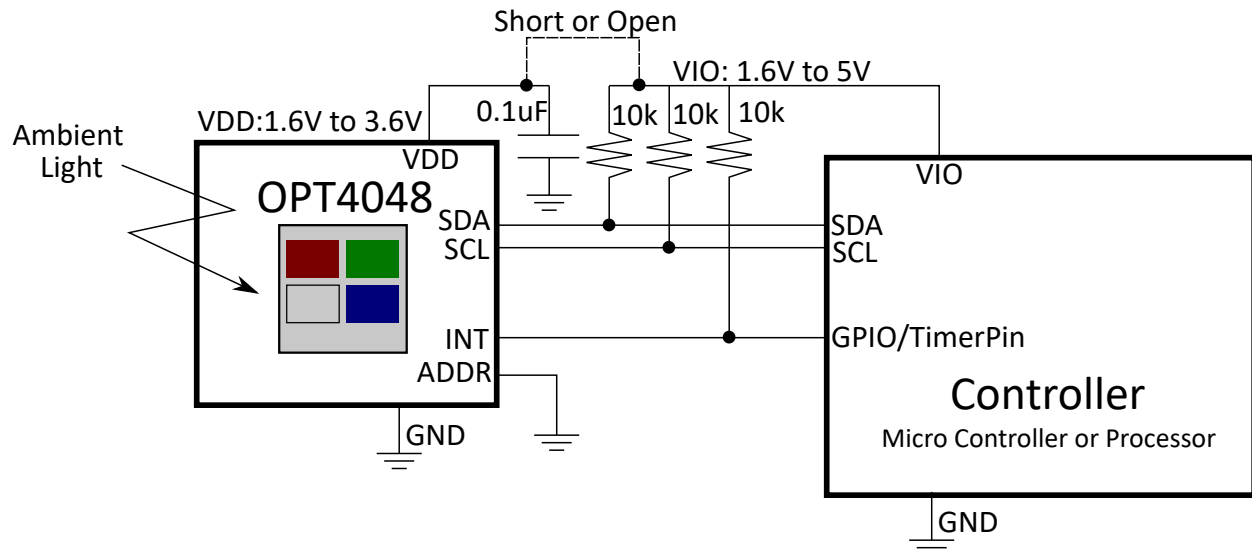 Short or Open
VIO: 1.6V to 5V
0.1uF
10k
10k
10k
VDD:1.6V to 3.6V
Ambient
Light
VDD
OPT4048
SDA
SCL
INT
ADDR
GND
VIO
SDA
SCL
GPIO/TimerPin
Controller
Micro Controller or Processor
GND